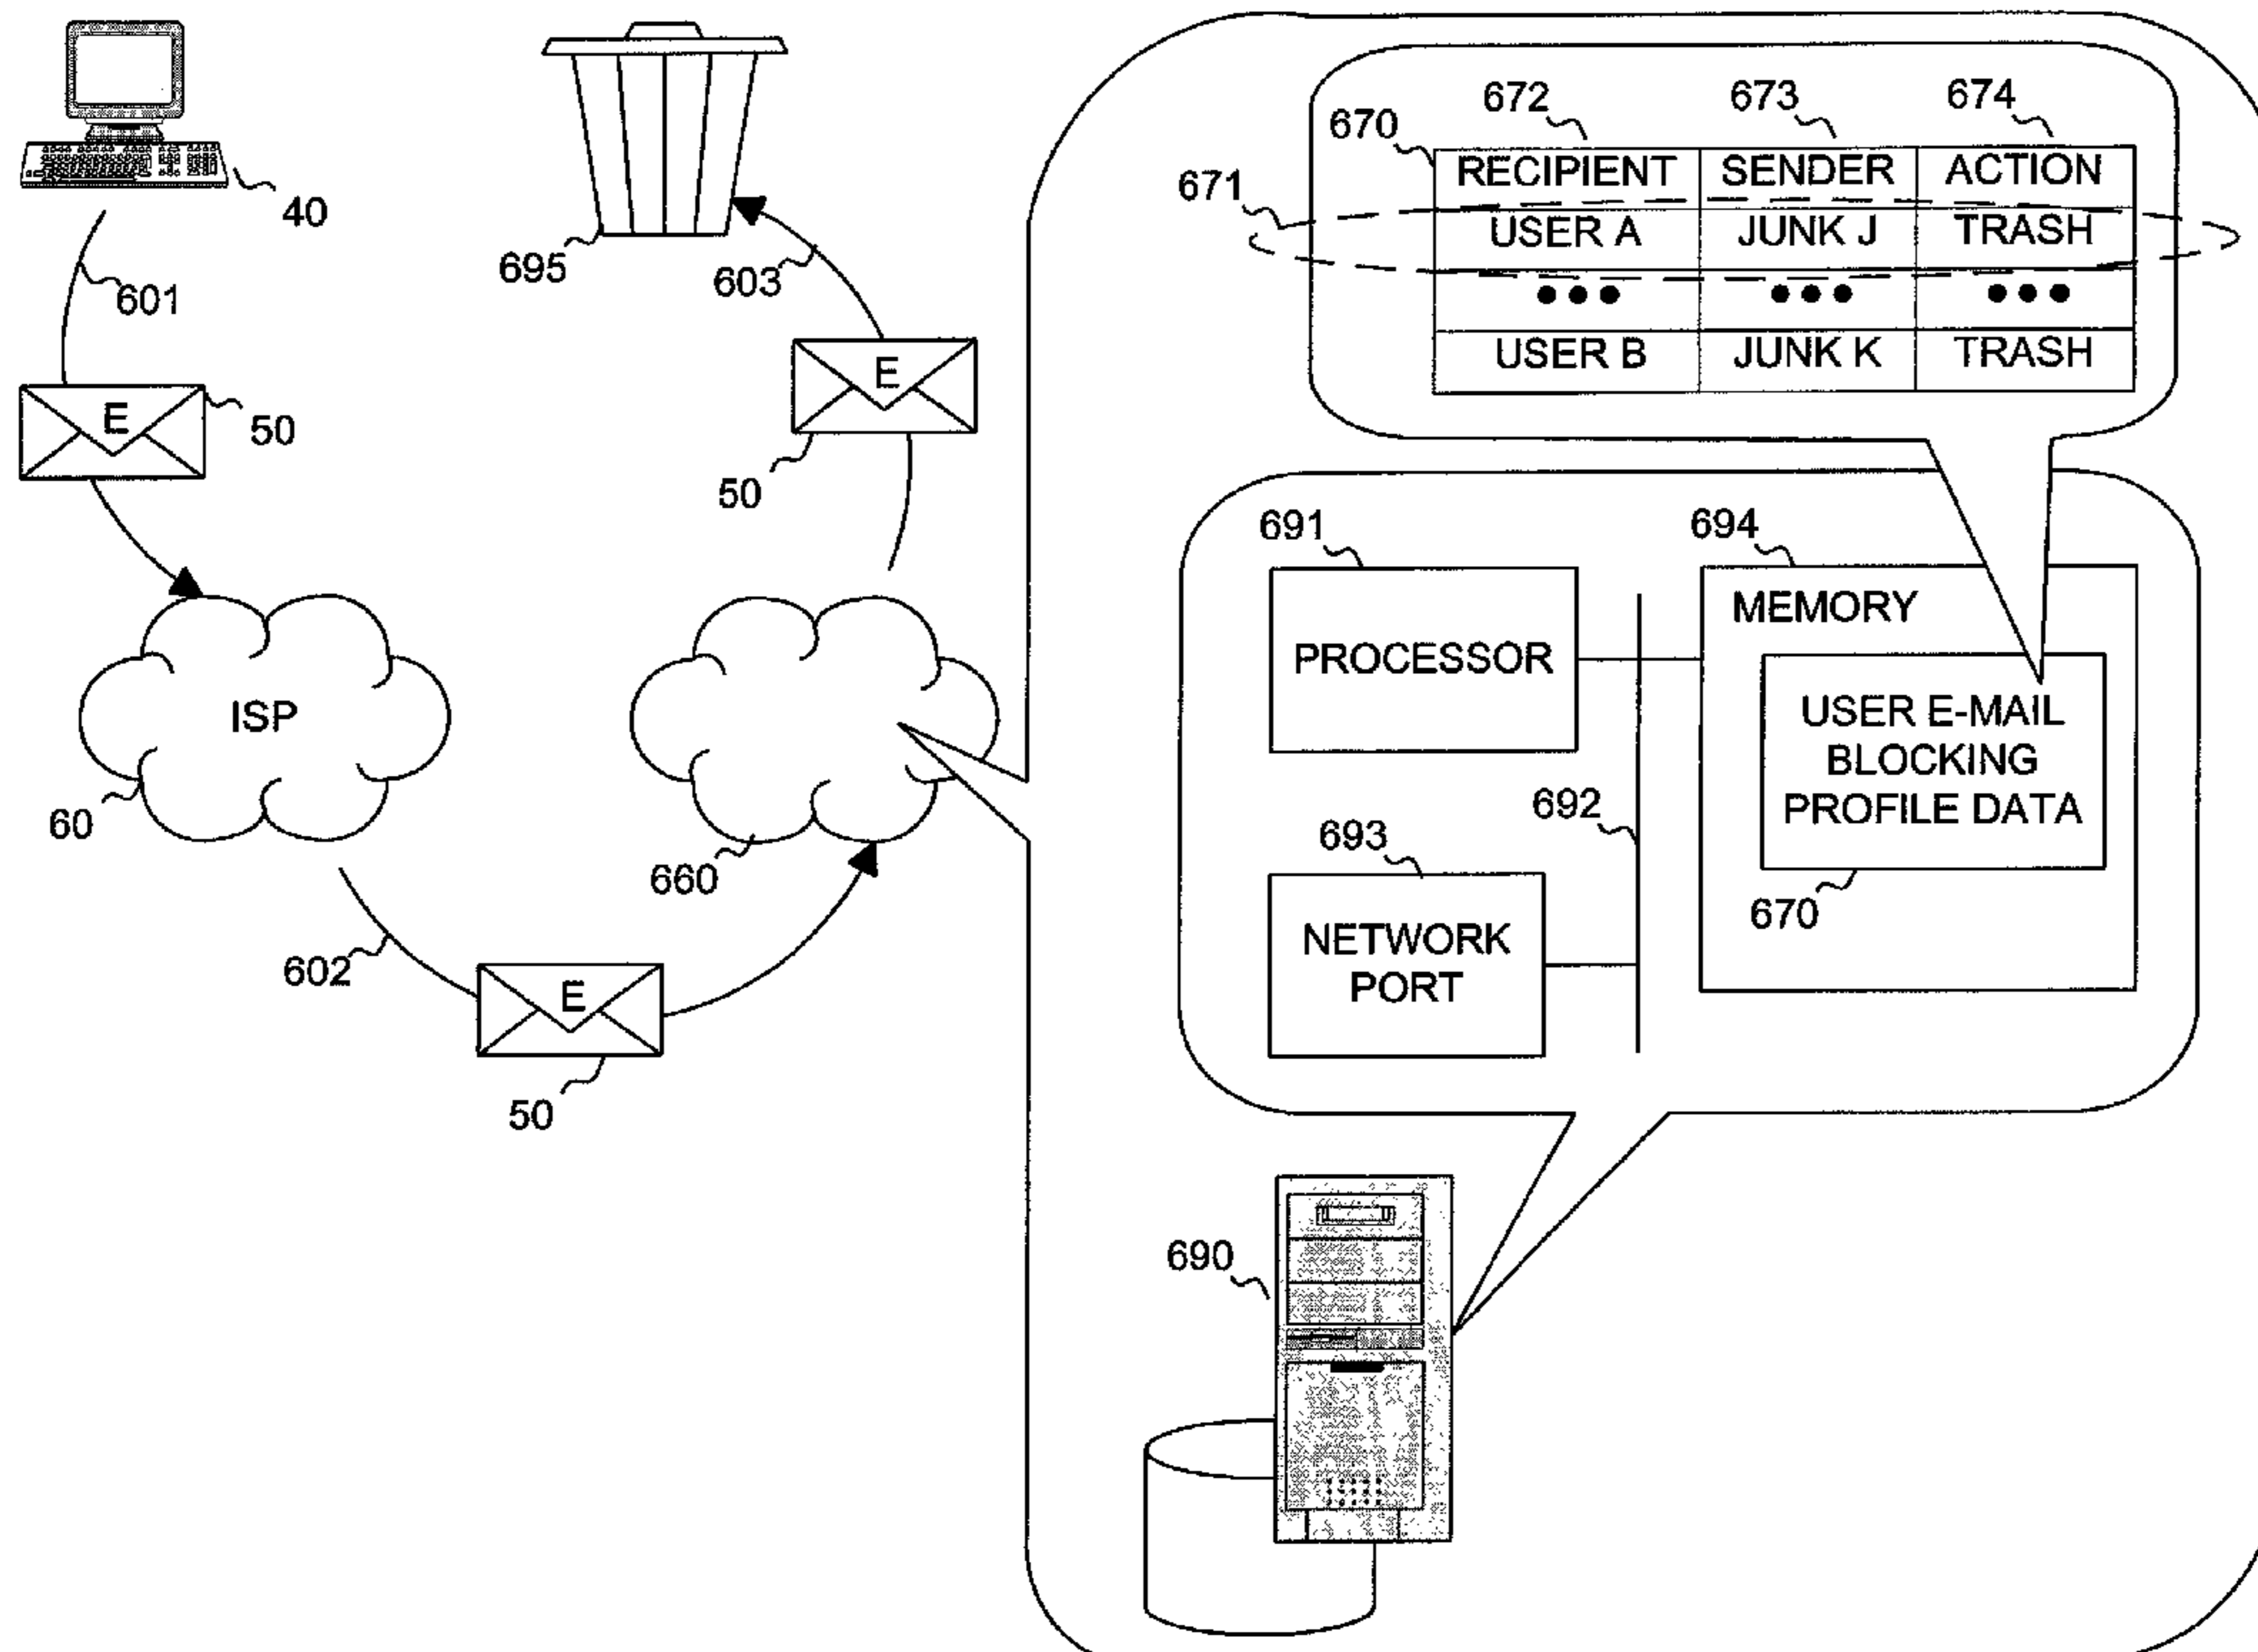 40
601
E
50
ISP
60
602
E
50
660
E
50
603
695
672 673 674
670
671
RECIPIENT SENDER ACTION
USER A JUNK J TRASH
●●● ●●● ●●●
USER B JUNK K TRASH
691
PROCESSOR
694
MEMORY
USER E-MAIL
BLOCKING
PROFILE DATA
670
692
693
NETWORK
PORT
690